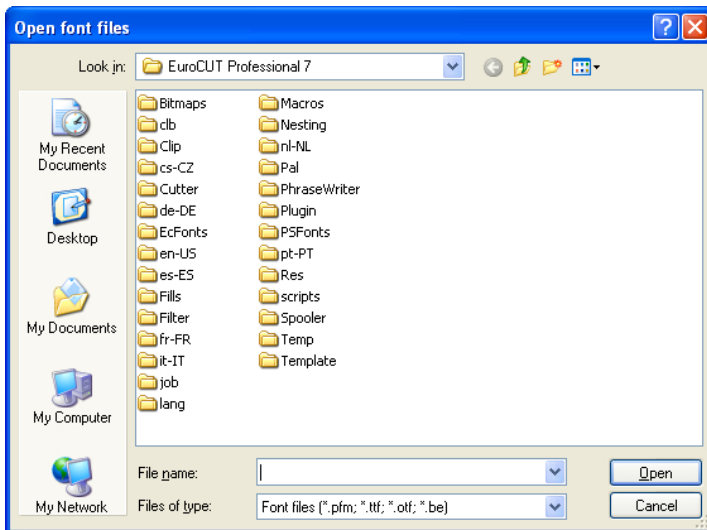 Open font files
Look in: EuroCUT Professional 7
My Recent
Documents
Desktop
My Documents
My Computer
My Network
Bitmaps
clb
Clip
cs-CZ
Cutter
de-DE
EcFonts
en-US
es-ES
Fills
Filter
fr-FR
it-IT
job
lang
Macros
Nesting
nl-NL
Pal
PhraseWriter
Plugin
PSFonts
pt-PT
Res
scripts
Spooler
Temp
Template
File name:
Open
Files of type: Font files (*.pfm; *.ttf; *.otf; *.be)
Cancel